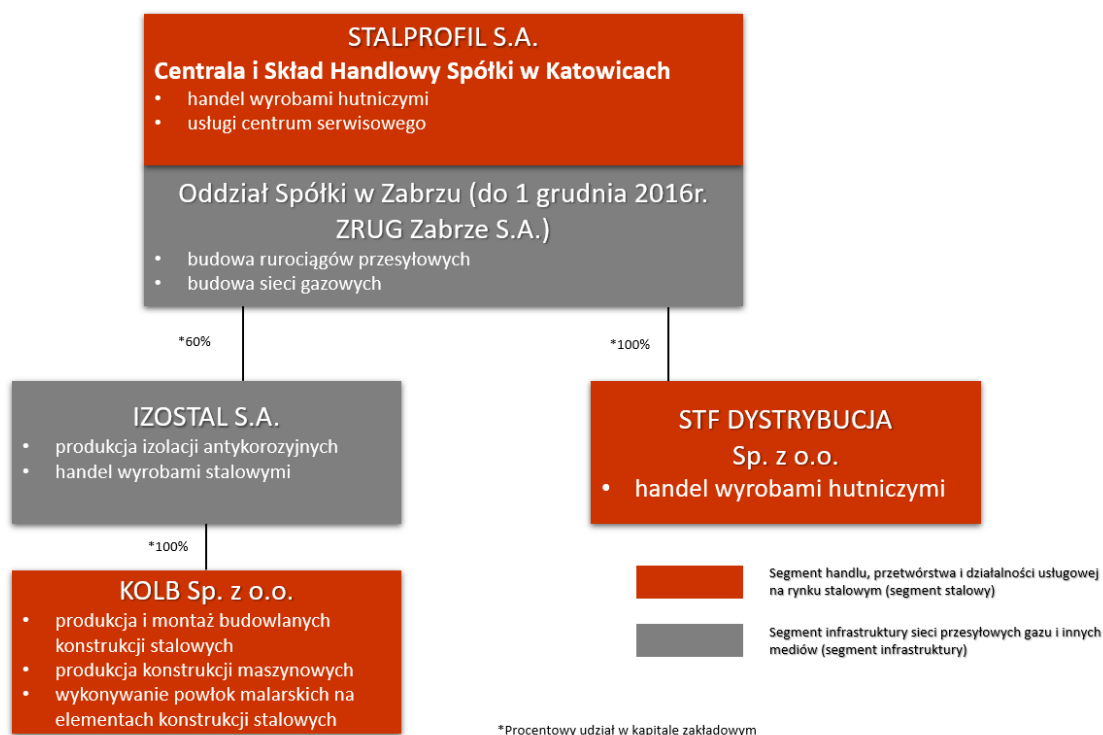 STALPROFIL S.A.
Centrala i Skład Handlowy Spółki w Katowicach
• handel wyrobami hutniczymi
• usługi centrum serwisowego
Oddział Spółki w Zabrzu (do 1 grudnia 2016r.
ZRUG Zabrze S.A.)
• budowa rurociągów przesyłowych
• budowa sieci gazowych
*60%
*100%
IZOSTAL S.A.
• produkcja izolacji antykorozyjnych
• handel wyrobami stalowymi
STF DYSTRYBUCJA
Sp. z o.o.
• handel wyrobami hutniczymi
*100%
KOLB Sp. z o.o.
• produkcja i montaż budowlanych
konstrukcji stalowych
• produkcja konstrukcji maszynowych
• wykonywanie powłok malarskich na
elementach konstrukcji stalowych
Segment handlu, przetwórstwa i działalności usługowej
na rynku stalowym (segment stalowy)
Segment infrastruktury sieci przesyłowych gazu i innych
mediów (segment infrastruktury)
*Procentowy udział w kapitale zakładowym